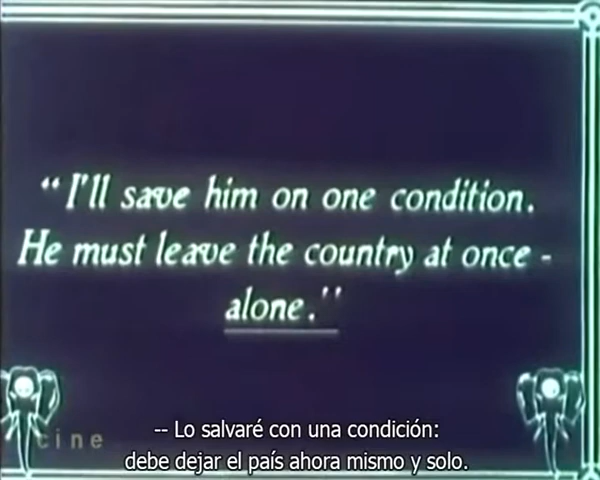 “I'll save him on one condition.
He must leave the country at once -
alone."
cine
-- Lo salvaré con una condición:
debe dejar el país ahora mismo y solo.